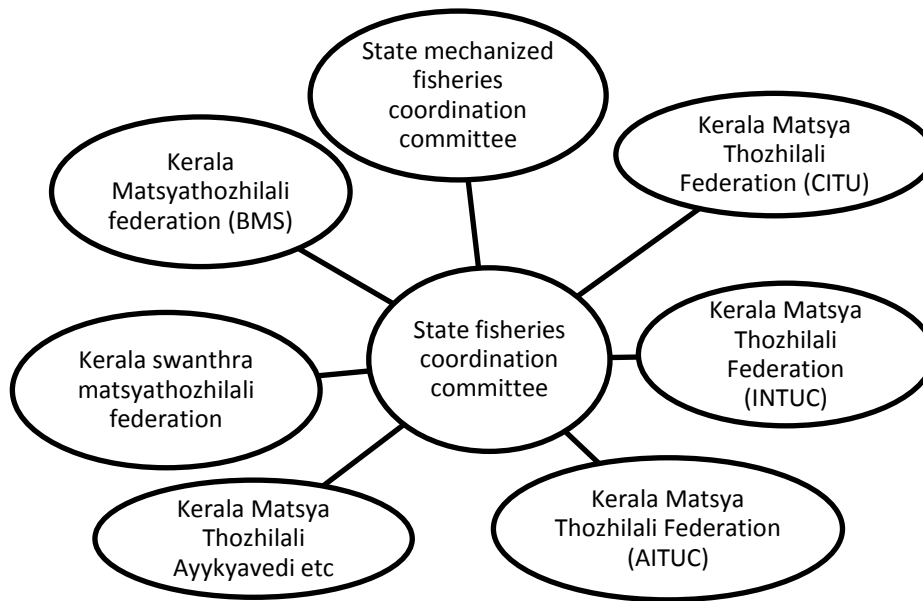 State mechanized
fisheries
coordination
committee
Kerala Matsya
Thozhilali
Federation (CITU)
Kerala Matsya
Thozhilali
Federation
(INTUC)
Kerala Matsya
Thozhilali Federation
(AITUC)
Kerala Matsya
Thozhilali
Ayykyavedi etc
Kerala swanthra
matsyathozhilali
federation
Kerala
Matsyathozhilali
federation (BMS)
State fisheries
coordination
committee